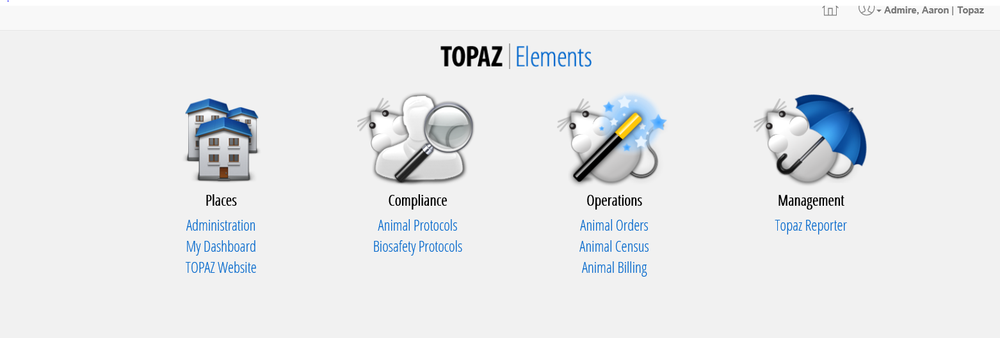 Admire, Aaron | Topaz
TOPAZ | Elements
Places
Administration
My Dashboard
TOPAZ Website
Compliance
Animal Protocols
Biosafety Protocols
Operations
Animal Orders
Animal Census
Animal Billing
Management
Topaz Reporter